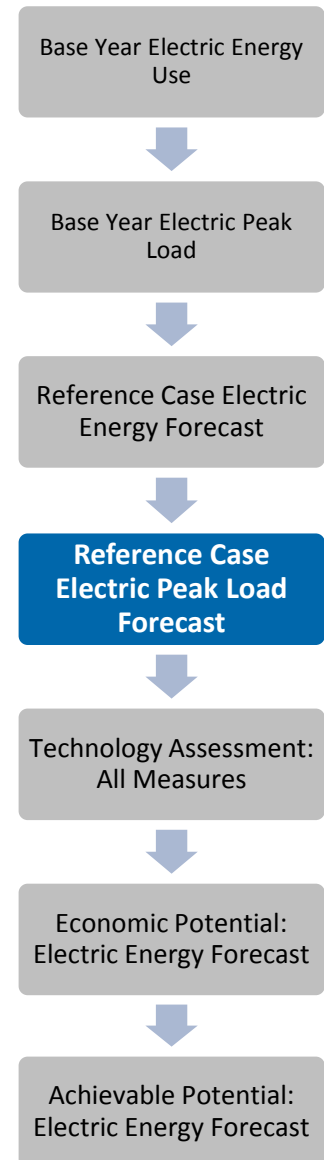 Base Year Electric Energy
Use
Base Year Electric Peak
Load
Reference Case Electric
Energy Forecast
Reference Case
Electric Peak Load
Forecast
Technology Assessment:
All Measures
Economic Potential:
Electric Energy Forecast
Achievable Potential:
Electric Energy Forecast